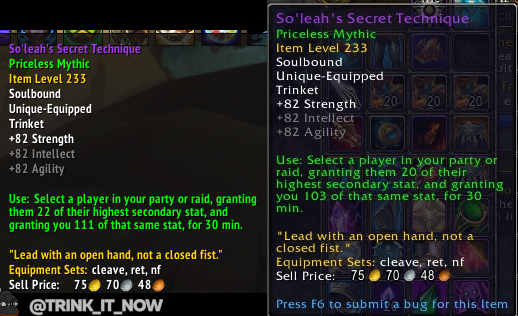 So'leah's Secret Technique
Priceless Mythic
Item Level 233
Soulbound
Unique-Equipped
Trinket
+82 Strength
+82 Intellect
+82 Agility
Use: Select a player in your party or raid, granting
them 22 of their highest secondary stat, and
granting you 111 of that same stat, for 30 min.
"Lead with an open hand, not a closed fist."
Equipment Sets: cleave, ret, nf
Sell Price: 75 70 48
@TRINK_IT_NOW
So'leah's Secret Technique
Priceless Mythic
Item Level 233
Soulbound
Unique-Equipped
Trinket
+82 Strength
+82 Intellect
+82 Agility
Use: Select a player in your party or
raid, granting them 20 of their
highest secondary stat, and granting
you 103 of that same stat, for 30
min.
"Lead with an open hand, not a
closed fist."
Equipment Sets: cleave, ret, nf
Sell Price: 75 70 48
Press F6 to submit a bug for this Item
20
20
20